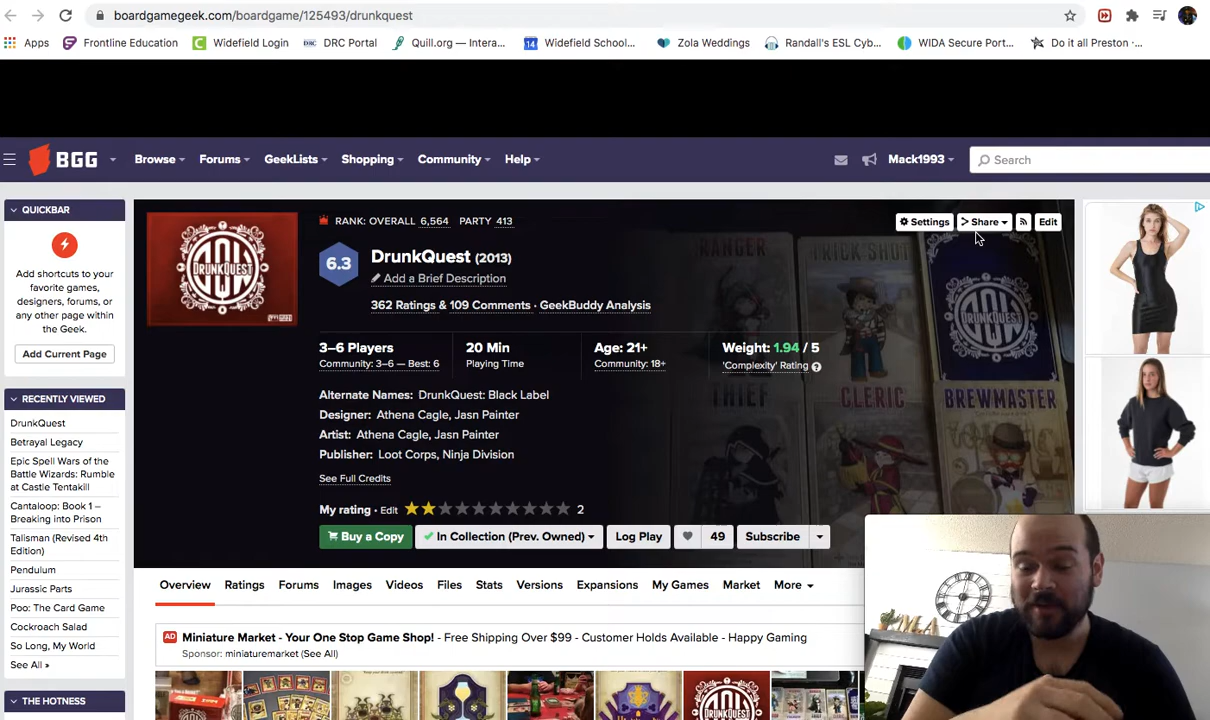 boardgamegeek.com/boardgame/125493/drunkquest
Apps Frontline Education Widefield Login DRC DRC Portal Quill.org — Intera... 14 Widefield School... Zola Weddings Randall's ESL Cyb... WIDA Secure Port... Do it all Preston -...
BGG Browse Forums GeekLists Shopping Community Help Mack1993 Search
QUICKBAR
Add shortcuts to your
favorite games,
designers, forums, or
any other page within
the Geek.
Add Current Page
RECENTLY VIEWED
DrunkQuest
Betrayal Legacy
Epic Spell Wars of the
Battle Wizards: Rumble
at Castle Tentakill
Cantaloop: Book 1 –
Breaking into Prison
Talisman (Revised 4th
Edition)
Pendulum
Jurassic Parts
Poo: The Card Game
Cockroach Salad
So Long, My World
See All »
THE HOTNESS
DRUNKQUEST
RANK: OVERALL 6,564 PARTY 413
Settings Share Edit
6.3
DrunkQuest (2013)
Add a Brief Description
362 Ratings & 109 Comments · GeekBuddy Analysis
3–6 Players
Community: 3–6 — Best: 6
20 Min
Playing Time
Age: 21+
Community: 18+
Weight: 1.94 / 5
'Complexity' Rating
Alternate Names: DrunkQuest: Black Label
Designer: Athena Cagle, Jasn Painter
Artist: Athena Cagle, Jasn Painter
Publisher: Loot Corps, Ninja Division
See Full Credits
My rating · Edit 2
Buy a Copy In Collection (Prev. Owned) Log Play 49 Subscribe
RANGER TRICK SHOT
DRUNKQUEST
THIEF CLERIC BREWMASTER
Overview Ratings Forums Images Videos Files Stats Versions Expansions My Games Market More
AD Miniature Market - Your One Stop Game Shop! - Free Shipping Over $99 - Customer Holds Available - Happy Gaming
Sponsor: miniaturemarket (See All)
DRUNKQUEST